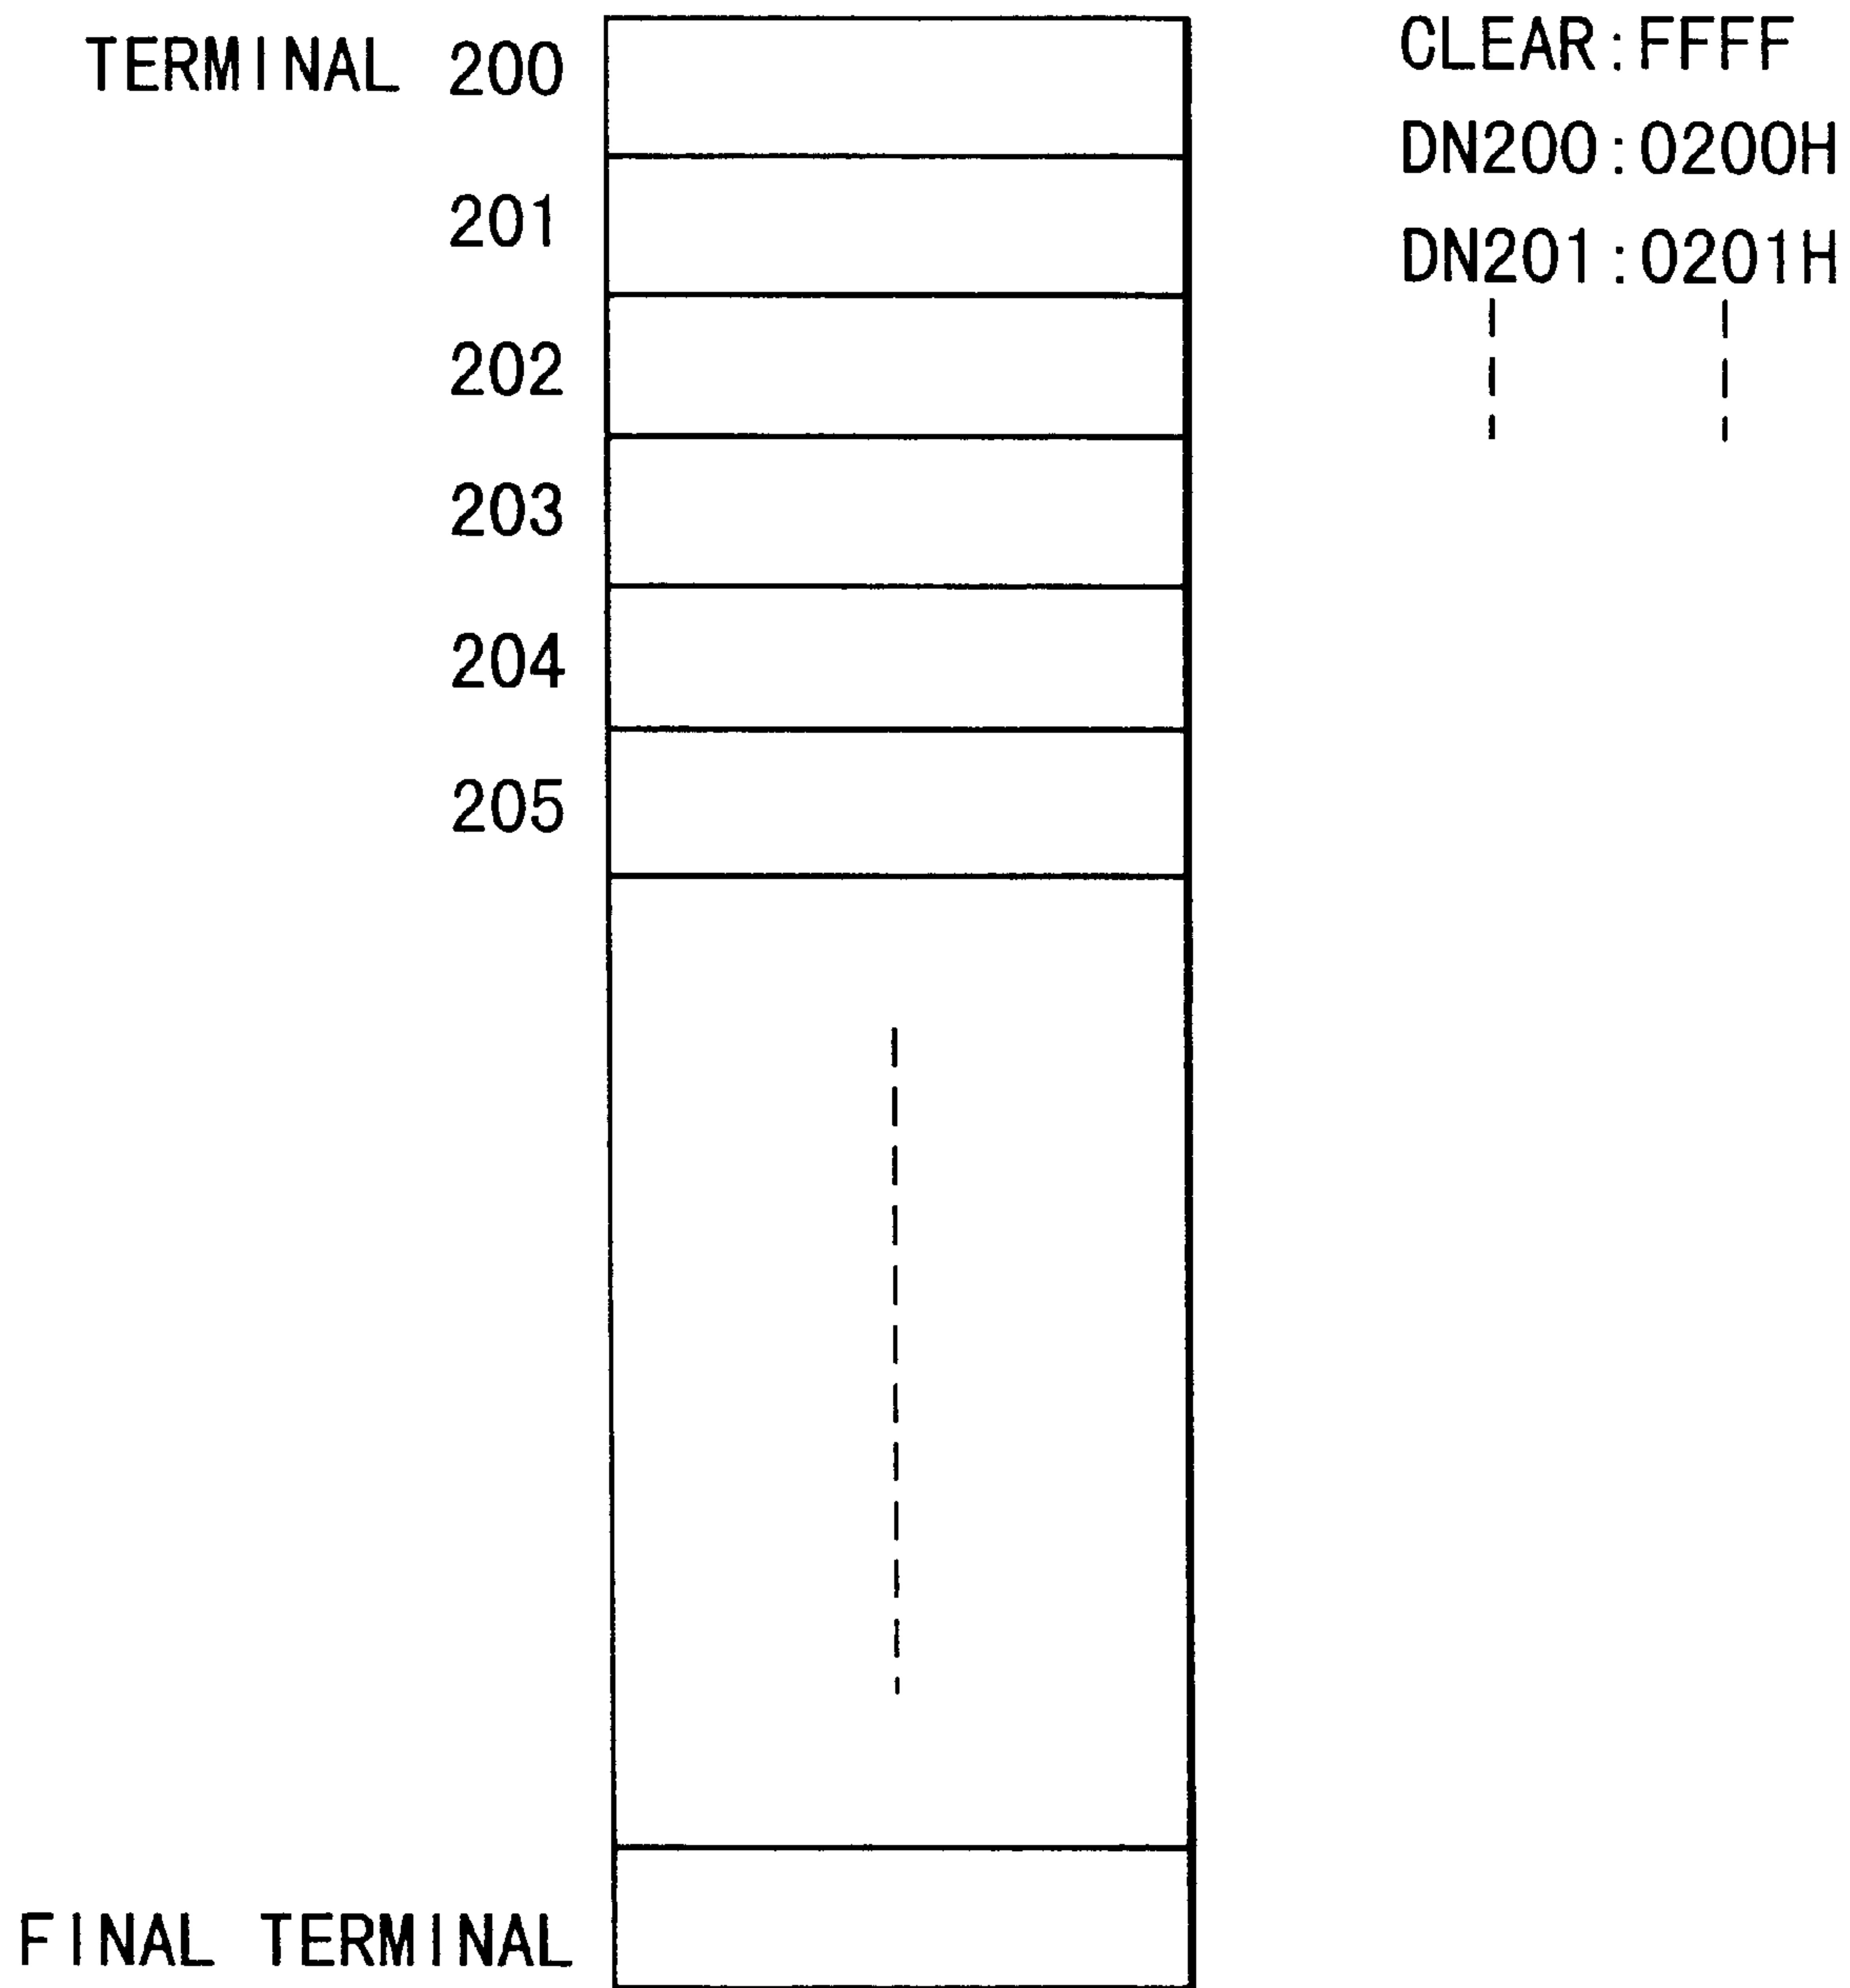 TERMINAL 200
201
202
203
204
205
FINAL TERMINAL
CLEAR:FFFF
DN200:0200H
DN201:0201H